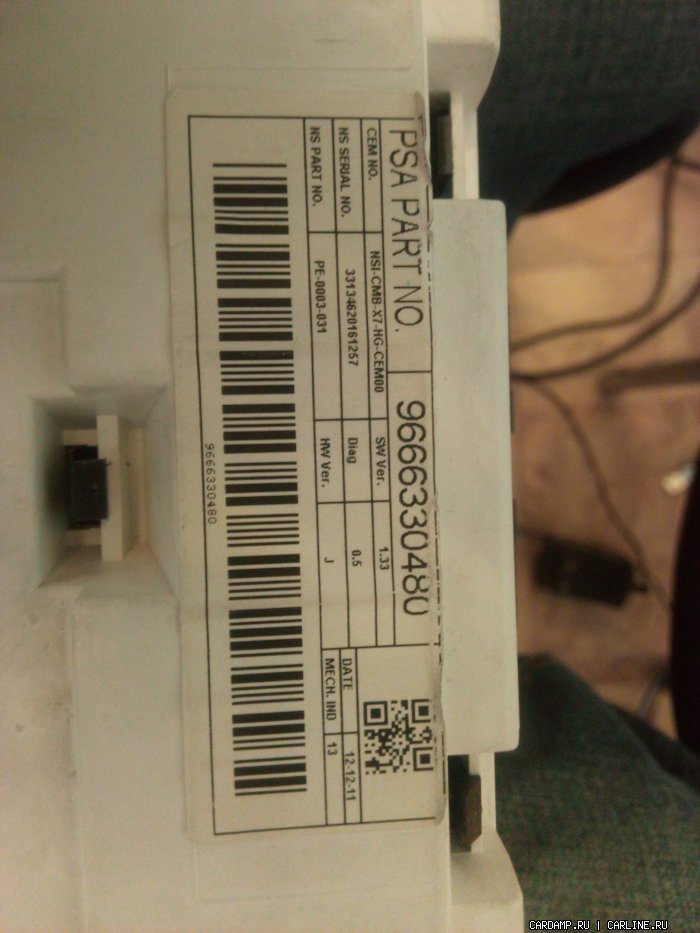 PSA PART NO. 9666330480
CEM NO. NSI-CMB-X7-HG-CEM00 SW Ver. 1.33
NS SERIAL NO. 33134620161257 Diag 0.5 DATE 12-12-11
NS PART NO. PE-0003-031 HW Ver. J MECH. IND 13
9666330480
CARDAMP.RU | CARLINE.RU